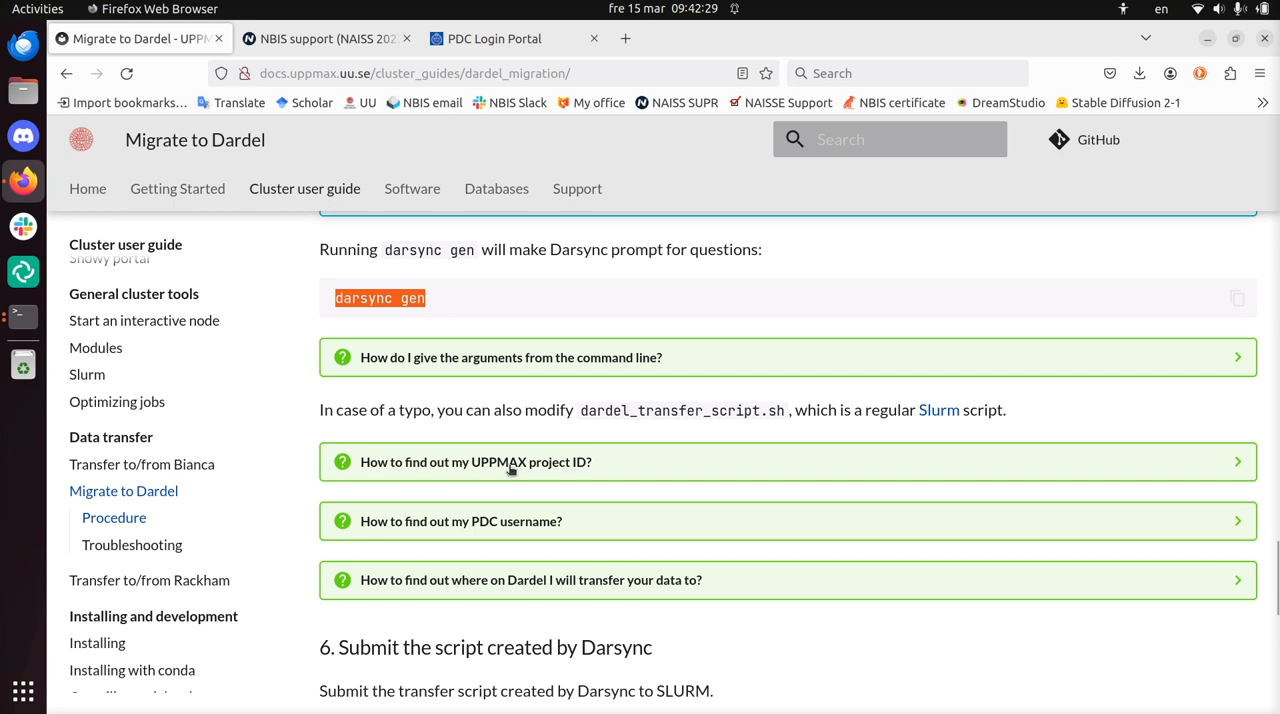 Activities
Firefox Web Browser
fre 15 mar 09:42:29
en
Migrate to Dardel - UPPM
NBIS support (NAISS 202
PDC Login Portal
docs.uppmax.uu.se/cluster_guides/dardel_migration/
Search
Import bookmarks...
Translate
Scholar
UU
NBIS email
NBIS Slack
My office
NAISS SUPR
NAISSE Support
NBIS certificate
DreamStudio
Stable Diffusion 2-1
Migrate to Dardel
Search
GitHub
Home
Getting Started
Cluster user guide
Software
Databases
Support
Cluster user guide
Snowy portal
General cluster tools
Start an interactive node
Modules
Slurm
Optimizing jobs
Data transfer
Transfer to/from Bianca
Migrate to Dardel
Procedure
Troubleshooting
Transfer to/from Rackham
Installing and development
Installing
Installing with conda
Running darsync gen will make Darsync prompt for questions:
darsync gen
How do I give the arguments from the command line?
In case of a typo, you can also modify dardel_transfer_script.sh, which is a regular Slurm script.
How to find out my UPPMAX project ID?
How to find out my PDC username?
How to find out where on Dardel I will transfer your data to?
6. Submit the script created by Darsync
Submit the transfer script created by Darsync to SLURM.